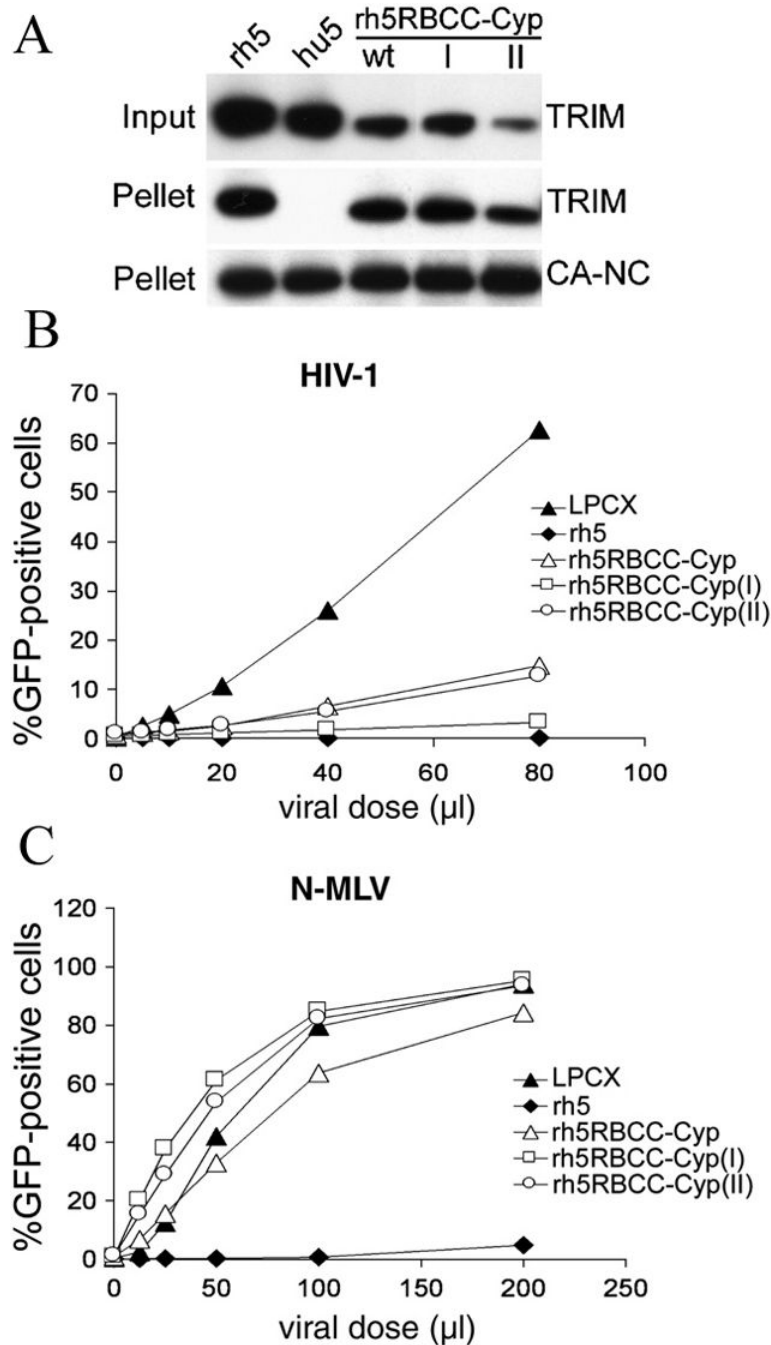 A
rh5 hu5 rh5RBCC-Cyp
wt I II
Input TRIM
Pellet TRIM
Pellet CA-NC
B
HIV-1
%GFP-positive cells
70
60
50
40
30
20
10
0
0 20 40 60 80 100
viral dose (µl)
LPCX
rh5
rh5RBCC-Cyp
rh5RBCC-Cyp(I)
rh5RBCC-Cyp(II)
C
N-MLV
%GFP-positive cells
120
100
80
60
40
20
0
0 50 100 150 200 250
viral dose (µl)
LPCX
rh5
rh5RBCC-Cyp
rh5RBCC-Cyp(I)
rh5RBCC-Cyp(II)